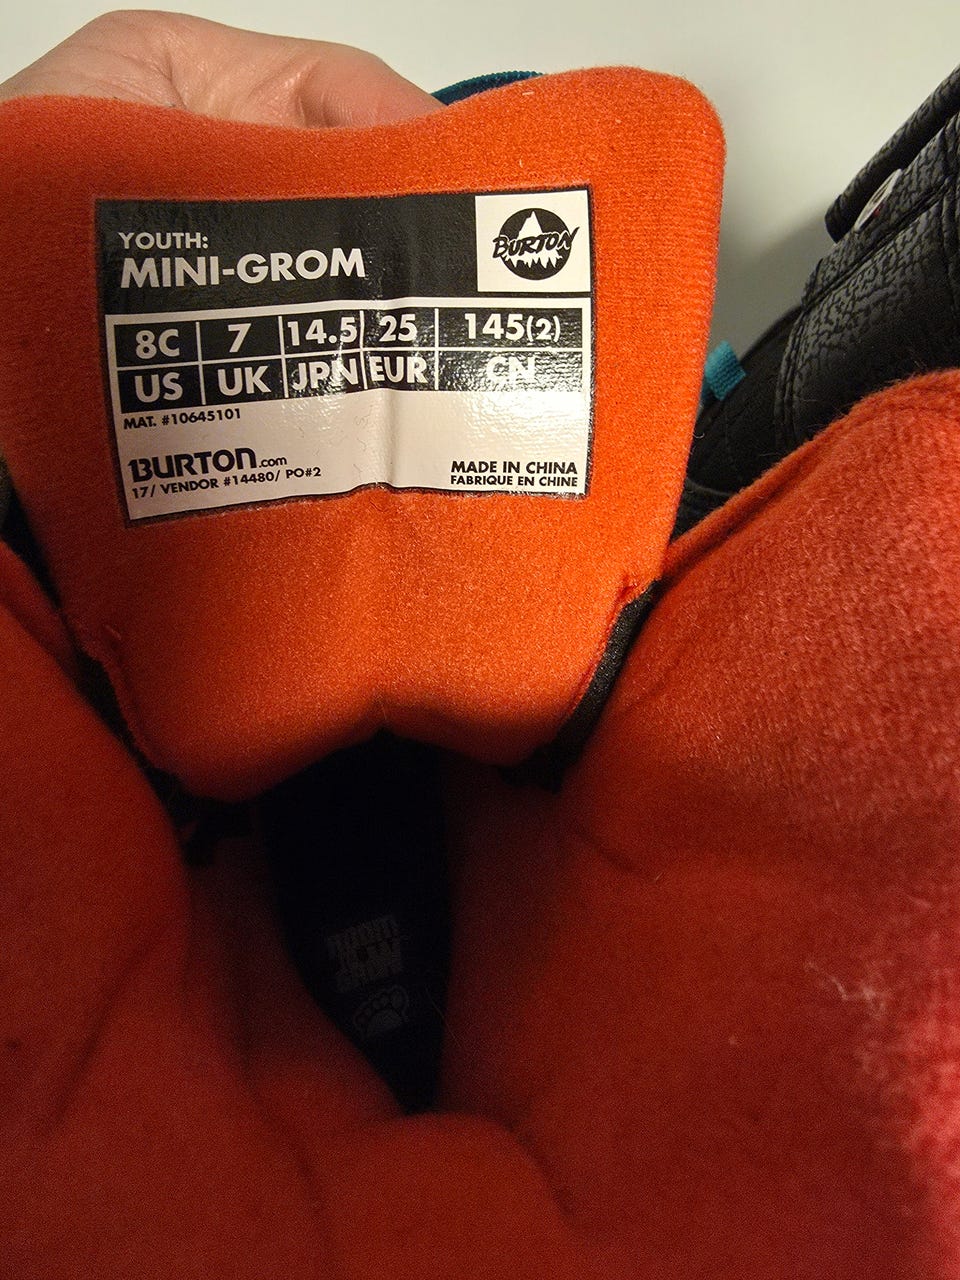 YOUTH:
MINI-GROM
BURTON
8C 7 14.5 25 145(2)
US UK JPN EUR CN
MAT. #10645101
BURTON.com
17/ VENDOR #14480/ PO#2
MADE IN CHINA
FABRIQUE EN CHINE